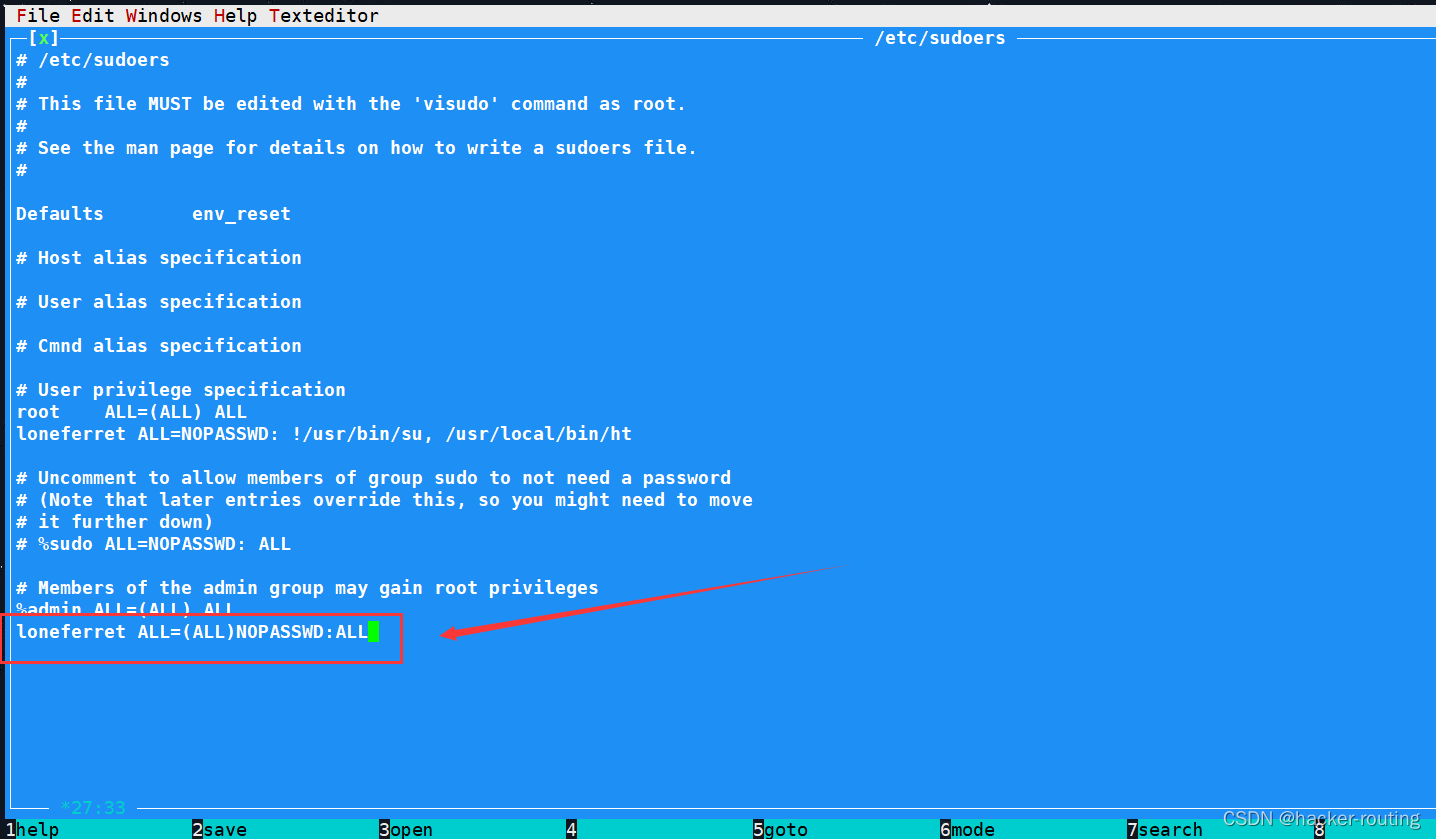 File Edit Windows Help Texteditor
[x] /etc/sudoers
# /etc/sudoers
#
# This file MUST be edited with the 'visudo' command as root.
#
# See the man page for details on how to write a sudoers file.
#
Defaults        env_reset
# Host alias specification
# User alias specification
# Cmnd alias specification
# User privilege specification
root    ALL=(ALL) ALL
loneferret ALL=NOPASSWD: !/usr/bin/su, /usr/local/bin/ht
# Uncomment to allow members of group sudo to not need a password
# (Note that later entries override this, so you might need to move
# it further down)
# %sudo ALL=NOPASSWD: ALL
# Members of the admin group may gain root privileges
%admin ALL=(ALL) ALL
loneferret ALL=(ALL)NOPASSWD:ALL
*27:33
1help 2save 3open 4 5goto 6mode 7search 8
CSDN @hacker-routing